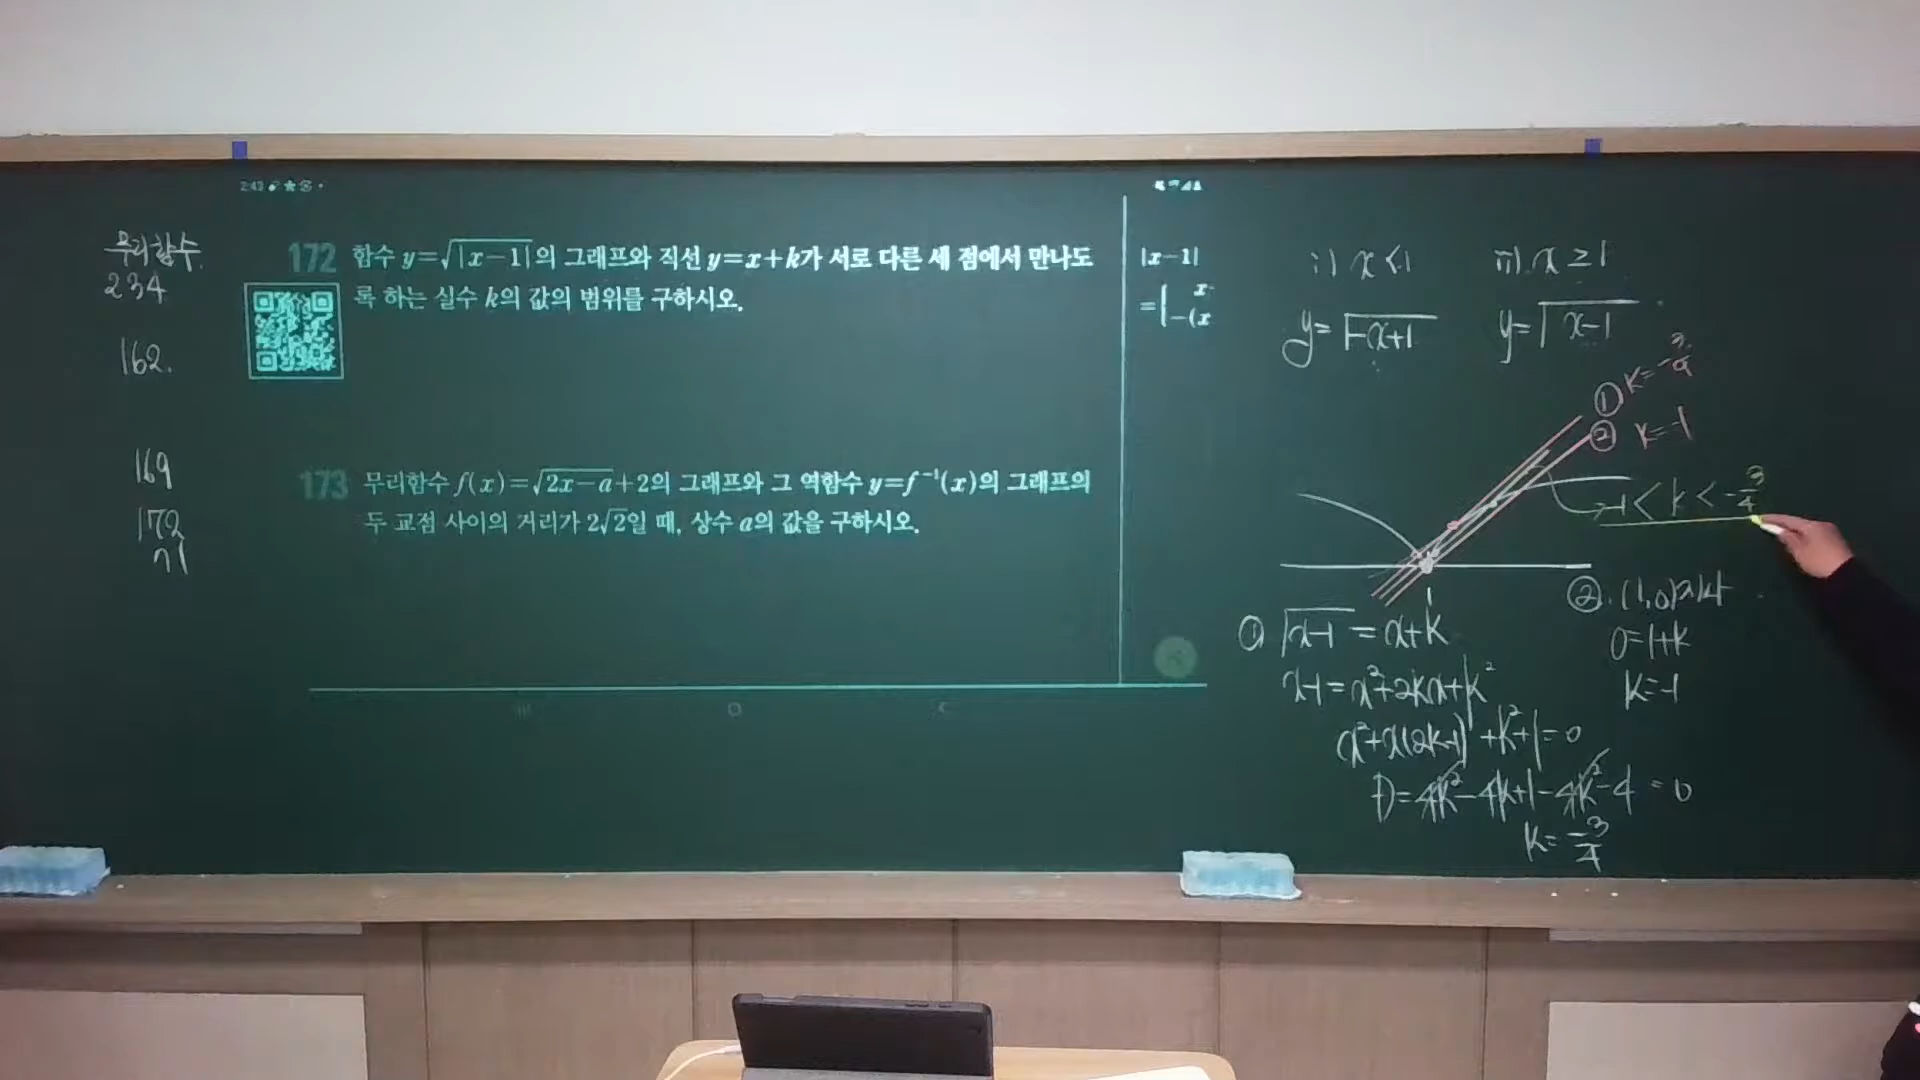 무리함수
234
162.
169
172
171
2:43
172 함수 y=√|x-1|의 그래프와 직선 y=x+k가 서로 다른 세 점에서 만나도
록 하는 실수 k의 값의 범위를 구하시오.
173 무리함수 f(x)=√2x-a+2의 그래프와 그 역함수 y=f⁻¹(x)의 그래프의
두 교점 사이의 거리가 2√2일 때, 상수 a의 값을 구하시오.
|x-1|
={ x-
-(x
i) x<1
y=√-x+1
ii) x≥1
y=√x-1
① k=-3/4
② k=-1
-1<k<-3/4
1
① √x-1=x+k
x-1=x²+2kx+k²
x²+x(2k-1)+k²+1=0
D=4k²-4k+1-4k²-4=0
k=-3/4
②. (1,0)지나
0=1+k
k=-1